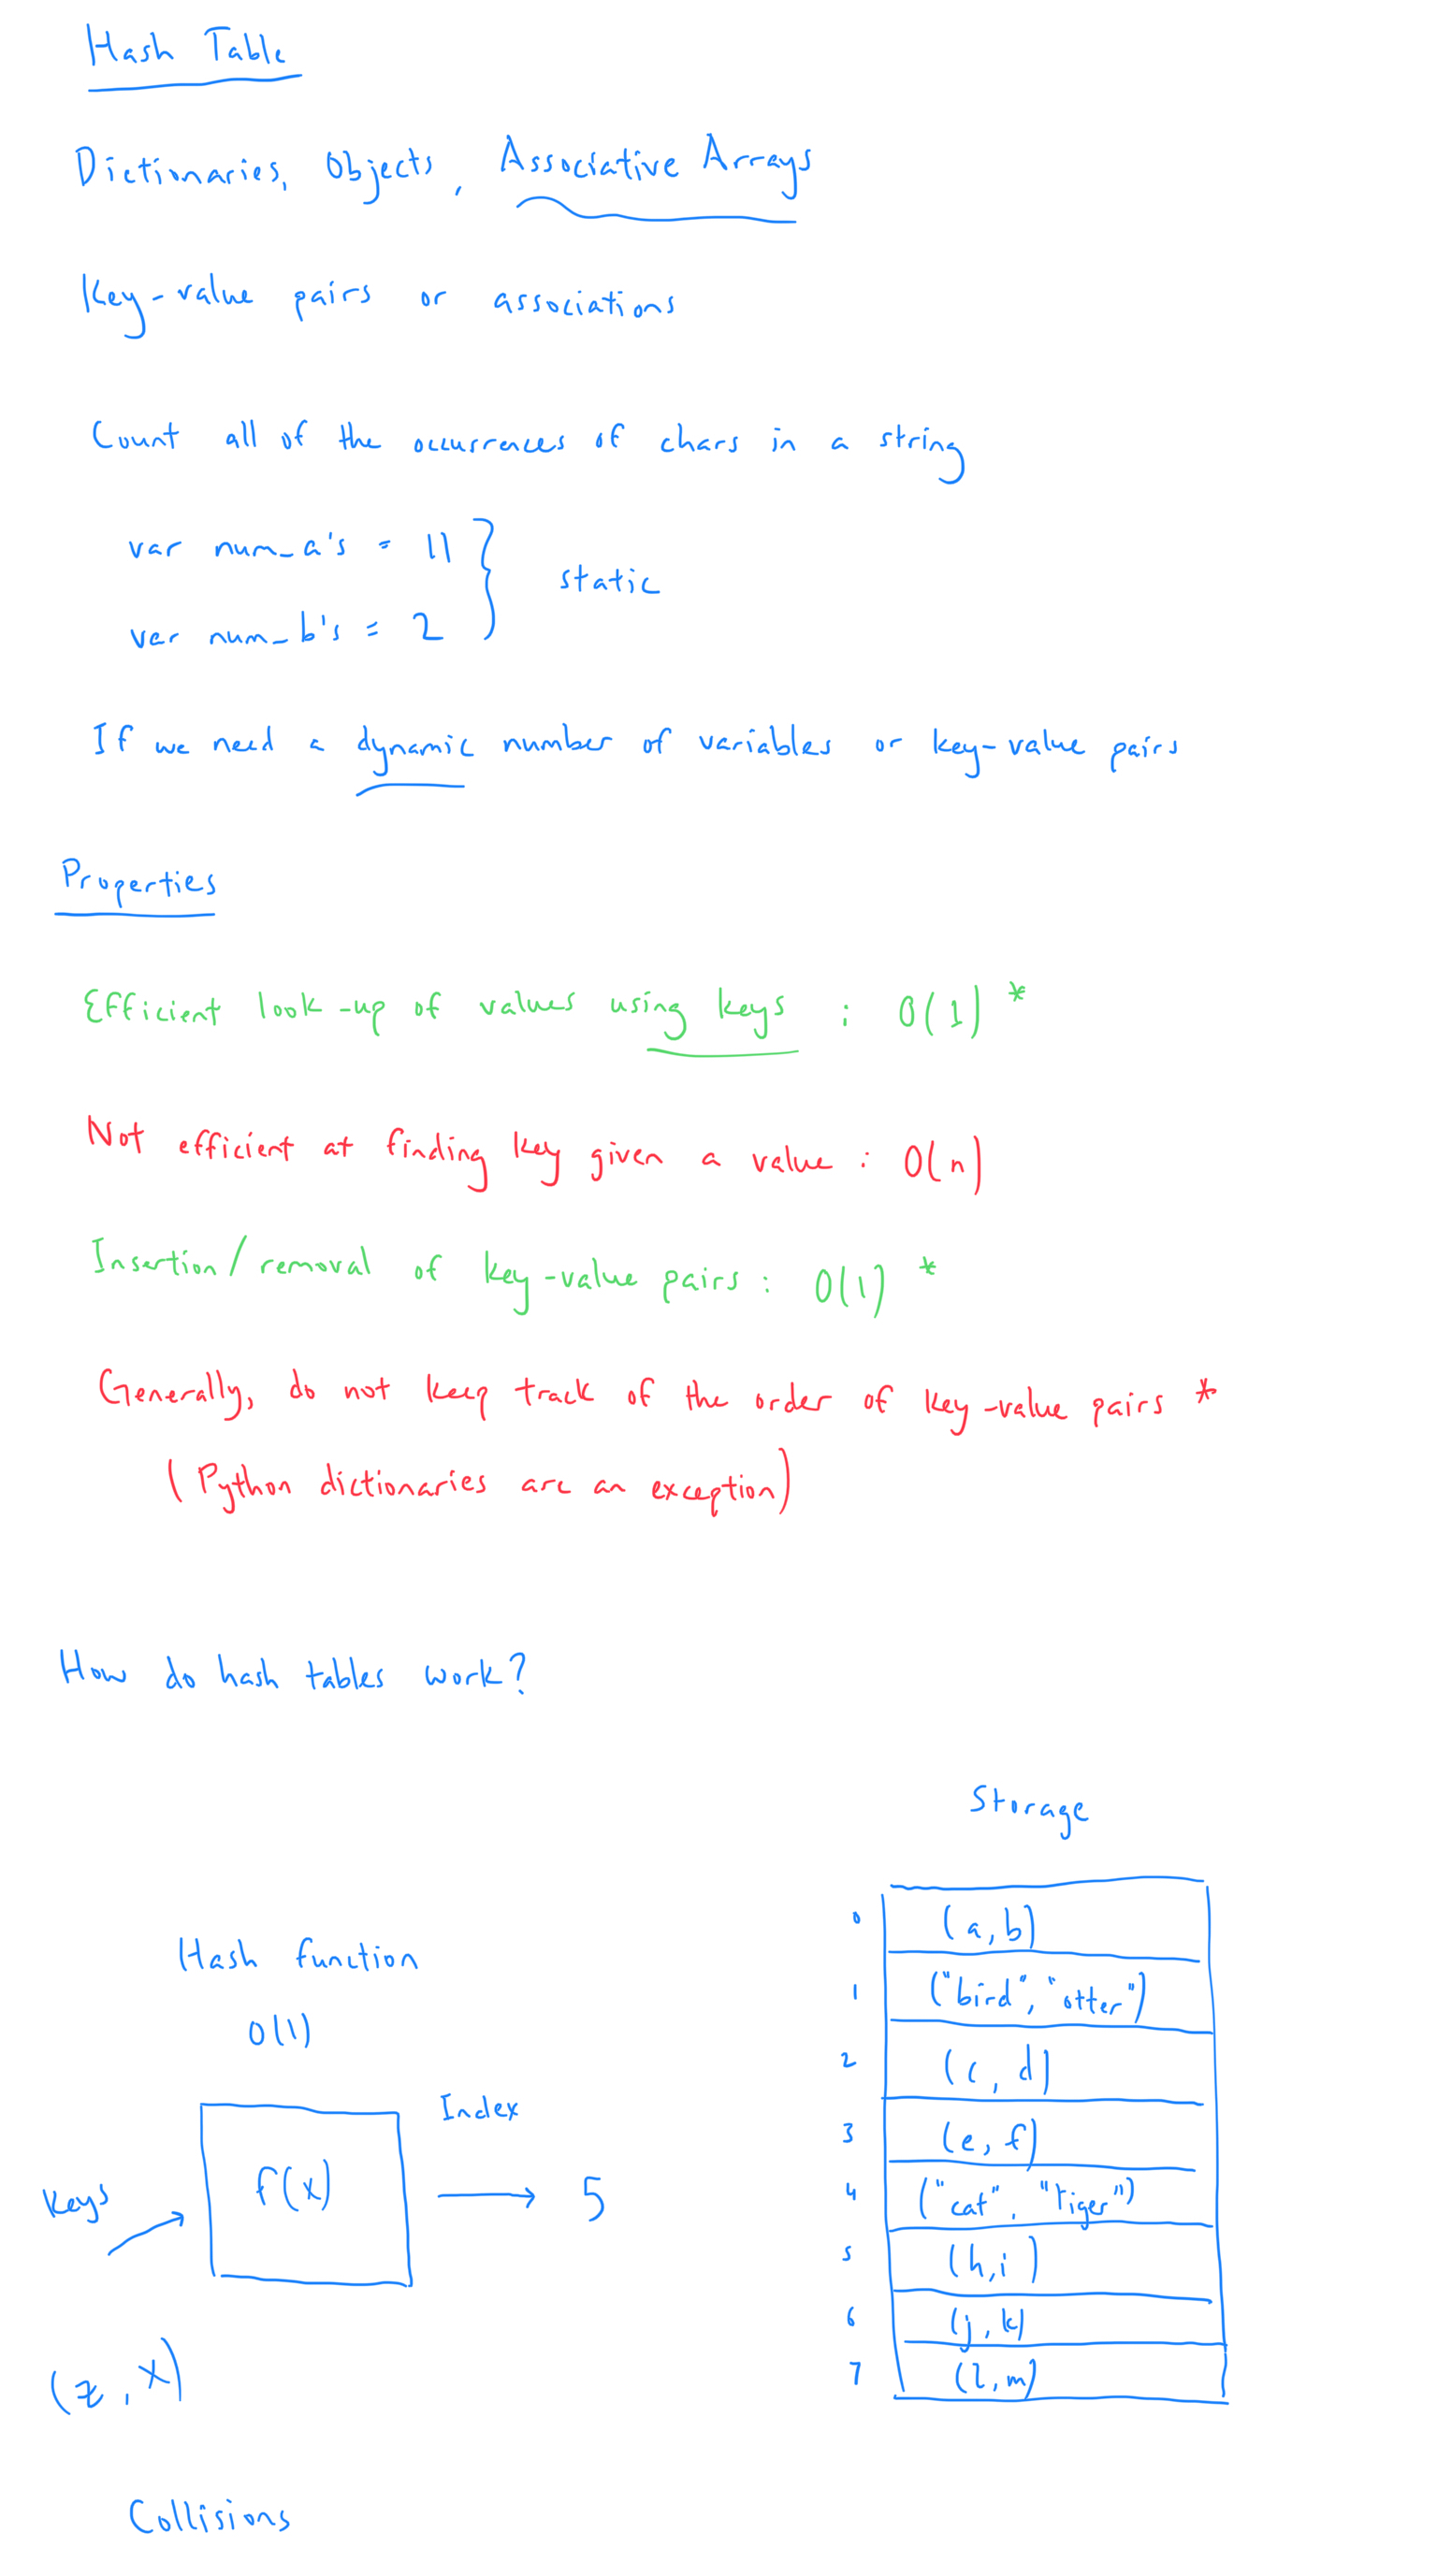 Hash Table
Dictionaries, Objects, Associative Arrays
Key-value pairs or associations
Count all of the occurrences of chars in a string
var num_a's = 11
var num_b's = 2
static
If we need a dynamic number of variables or key-value pairs
Properties
Efficient look-up of values using keys : O(1) *
Not efficient at finding key given a value : O(n)
Insertion/removal of key-value pairs : O(1) *
Generally, do not keep track of the order of key-value pairs *
(Python dictionaries are an exception)
How do hash tables work?
Storage
Hash function
O(1)
Index
Keys
f(x)
5
(z, x)
0 (a,b)
1 ("bird", "otter")
2 (c, d)
3 (e, f)
4 ("cat", "tiger")
5 (h,i)
6 (j, k)
7 (l, m)
Collisions